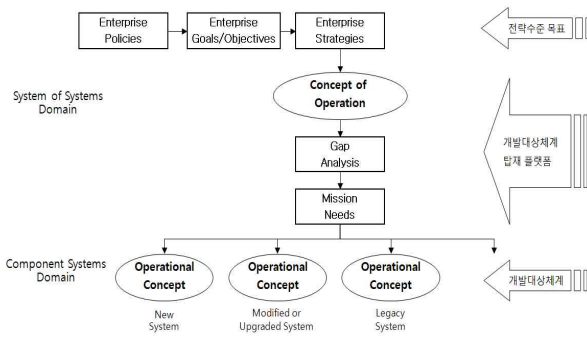 Enterprise
Policies
Enterprise
Goals/Objectives
Enterprise
Strategies
전략수준 목표
Concept of
Operation
System of Systems
Domain
Gap
Analysis
개발대상체계
탑재 플랫폼
Mission
Needs
Component Systems
Domain
Operational
Concept
Operational
Concept
Operational
Concept
개발대상체계
New
System
Modified or
Upgraded System
Legacy
System